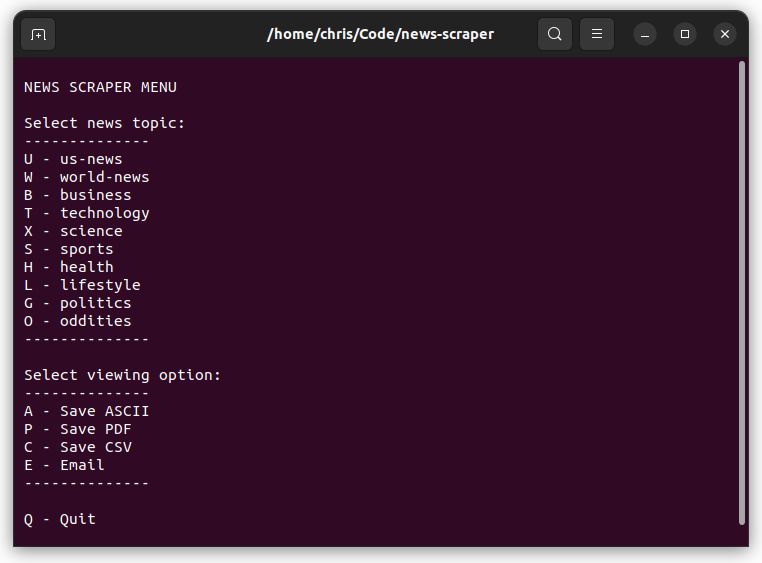 /home/chris/Code/news-scraper
NEWS SCRAPER MENU
Select news topic:
--------------
U - us-news
W - world-news
B - business
T - technology
X - science
S - sports
H - health
L - lifestyle
G - politics
O - oddities
--------------
Select viewing option:
--------------
A - Save ASCII
P - Save PDF
C - Save CSV
E - Email
--------------
Q - Quit